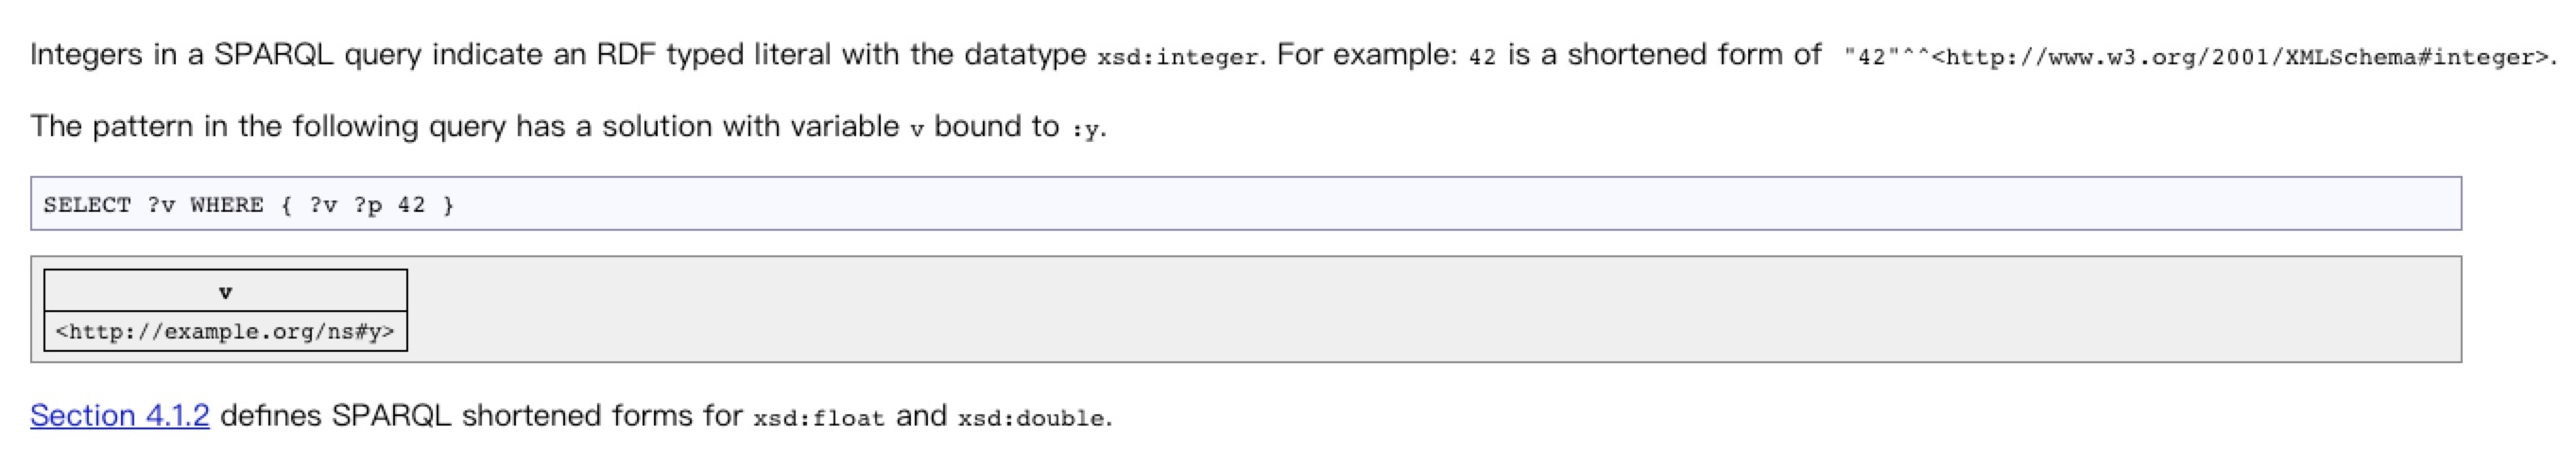 Integers in a SPARQL query indicate an RDF typed literal with the datatype xsd:integer. For example: 42 is a shortened form of "42"^^<http://www.w3.org/2001/XMLSchema#integer>.
The pattern in the following query has a solution with variable v bound to :y.
SELECT ?v WHERE { ?v ?p 42 }
v
<http://example.org/ns#y>
Section 4.1.2 defines SPARQL shortened forms for xsd:float and xsd:double.